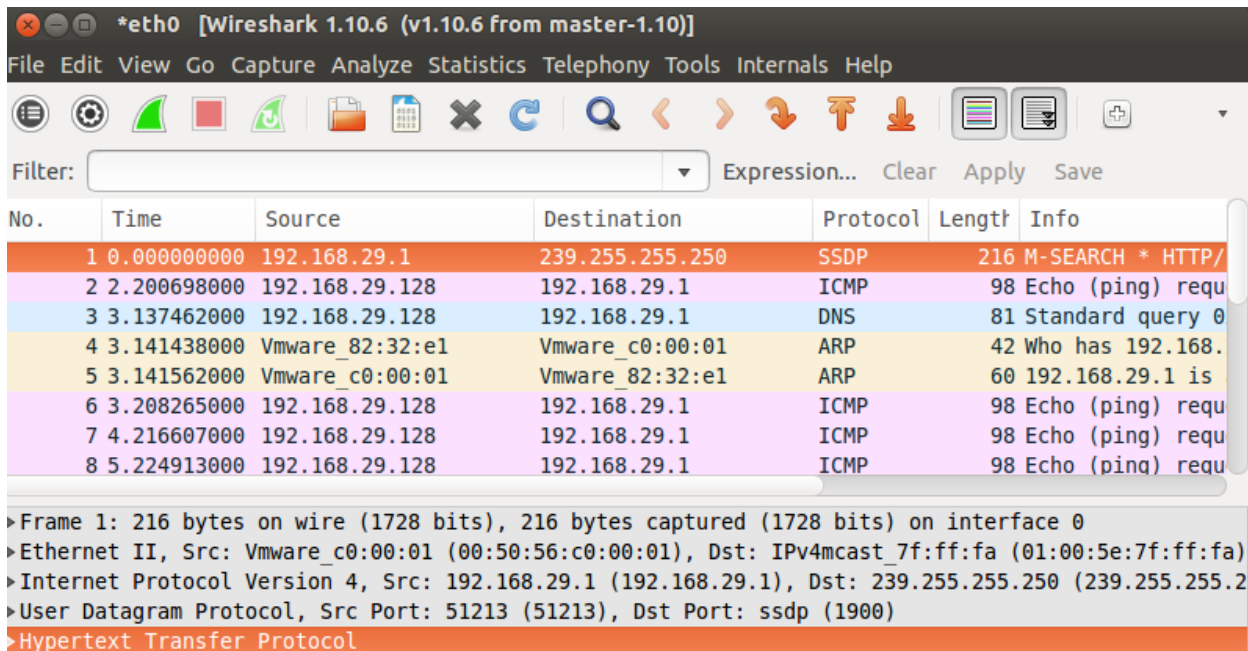 *eth0 [Wireshark 1.10.6 (v1.10.6 from master-1.10)]
File Edit View Go Capture Analyze Statistics Telephony Tools Internals Help
Filter: Expression... Clear Apply Save
No. Time Source Destination Protocol Length Info
1 0.000000000 192.168.29.1 239.255.255.250 SSDP 216 M-SEARCH * HTTP/
2 2.200698000 192.168.29.128 192.168.29.1 ICMP 98 Echo (ping) requ
3 3.137462000 192.168.29.128 192.168.29.1 DNS 81 Standard query 0
4 3.141438000 Vmware_82:32:e1 Vmware_c0:00:01 ARP 42 Who has 192.168.
5 3.141562000 Vmware_c0:00:01 Vmware_82:32:e1 ARP 60 192.168.29.1 is
6 3.208265000 192.168.29.128 192.168.29.1 ICMP 98 Echo (ping) requ
7 4.216607000 192.168.29.128 192.168.29.1 ICMP 98 Echo (ping) requ
8 5.224913000 192.168.29.128 192.168.29.1 ICMP 98 Echo (ping) requ
Frame 1: 216 bytes on wire (1728 bits), 216 bytes captured (1728 bits) on interface 0
Ethernet II, Src: Vmware_c0:00:01 (00:50:56:c0:00:01), Dst: IPv4mcast_7f:ff:fa (01:00:5e:7f:ff:fa)
Internet Protocol Version 4, Src: 192.168.29.1 (192.168.29.1), Dst: 239.255.255.250 (239.255.255.2
User Datagram Protocol, Src Port: 51213 (51213), Dst Port: ssdp (1900)
Hypertext Transfer Protocol